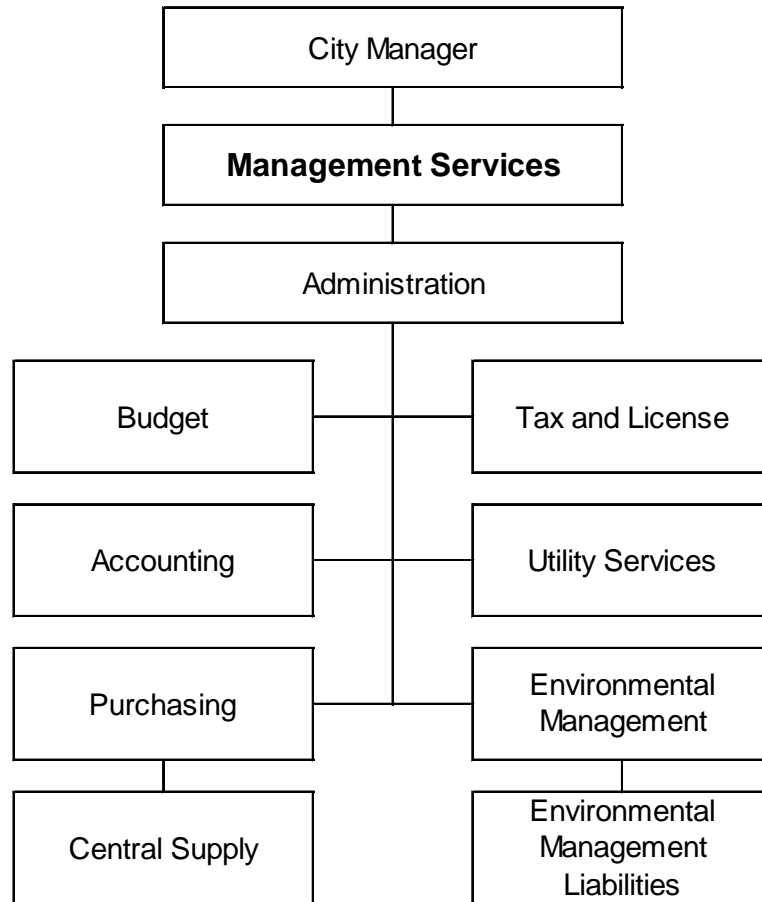 City Manager
Management Services
Administration
Budget
Tax and License
Accounting
Utility Services
Purchasing
Environmental
Management
Central Supply
Environmental
Management
Liabilities